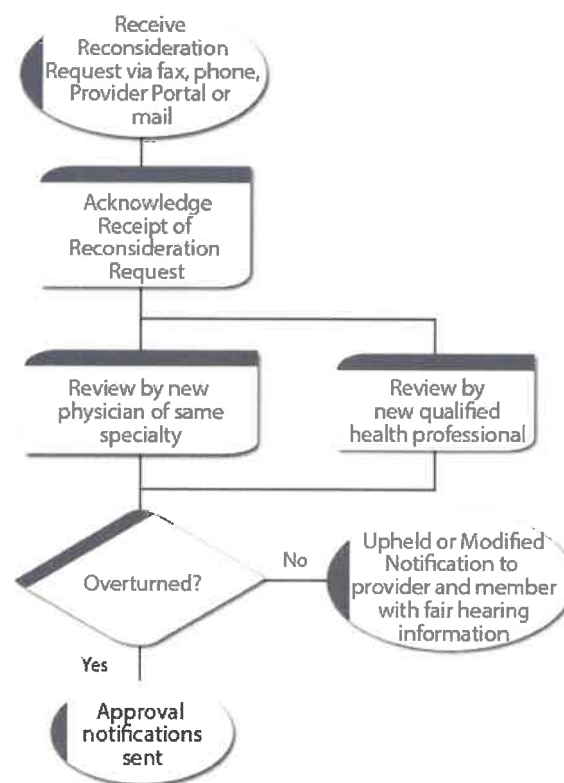 Receive
Reconsideration
Request via fax, phone,
Provider Portal or
mail
Acknowledge
Receipt of
Reconsideration
Request
Review by new
physician of same
specialty
Review by
new qualified
health professional
Overturned?
No
Upheld or Modified
Notification to
provider and member
with fair hearing
information
Yes
Approval
notifications
sent